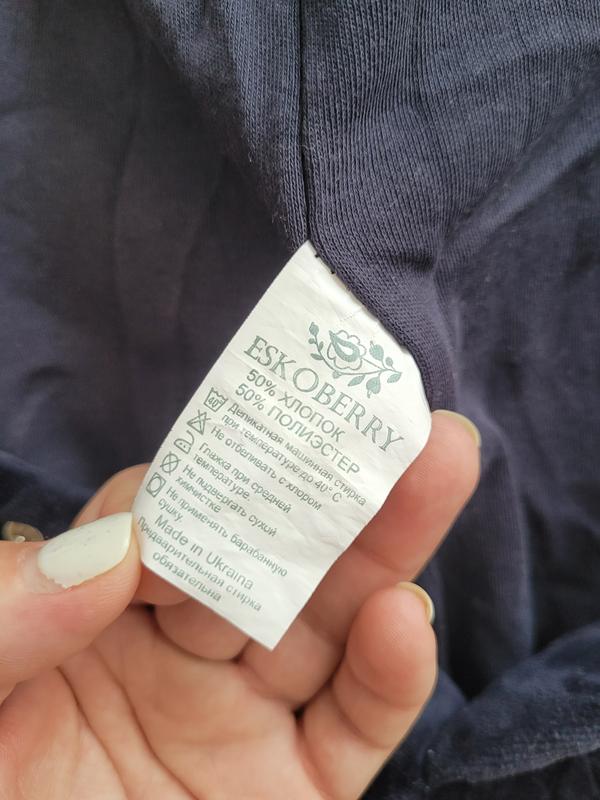 ESKOBERRY
50% ХЛОПОК
50% ПОЛИЭСТЕР
40°
Деликатная машинная стирка
при температуре до 40° С
Не отбеливать с хлором
Глажка при средней
температуре.
Не подвергать сухой
химчистке
Не применять барабанную
сушку.
Made in Ukraina
Предварительная стирка
обязательна